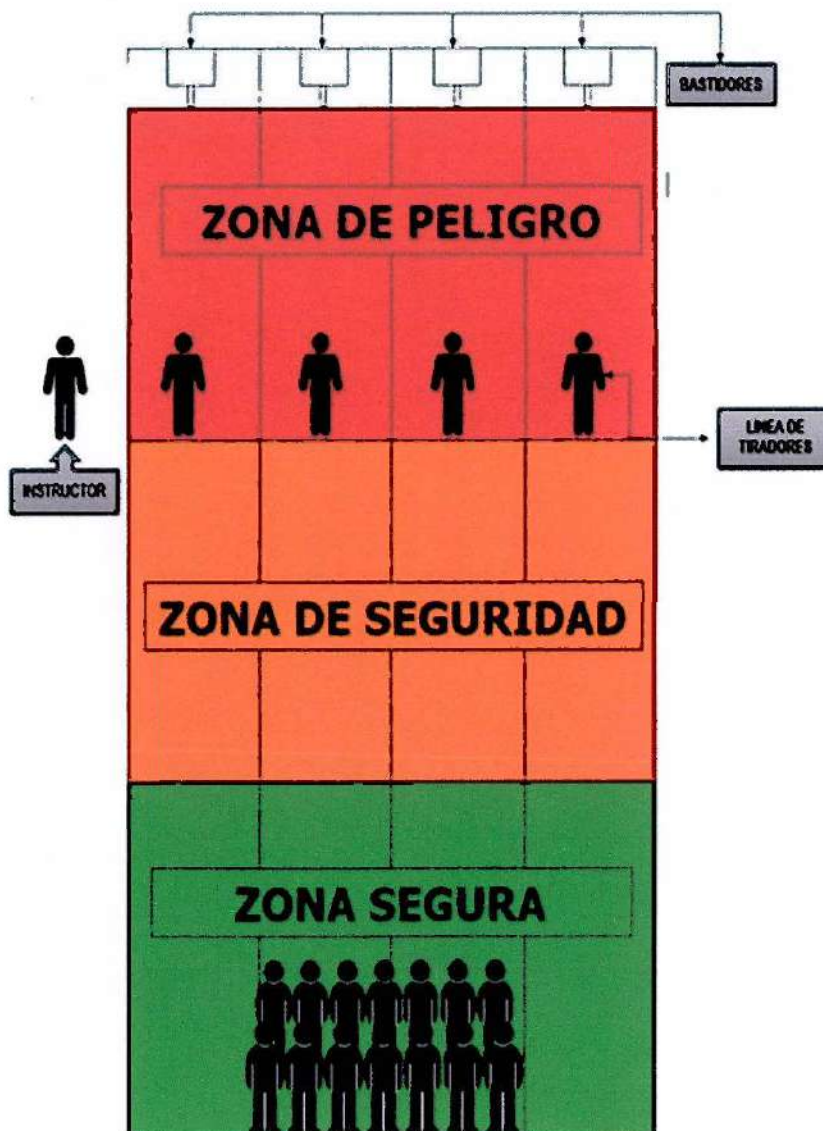 BASTIDORES
ZONA DE PELIGRO
LINEA DE
TIRADORES
INSTRUCTOR
ZONA DE SEGURIDAD
ZONA SEGURA